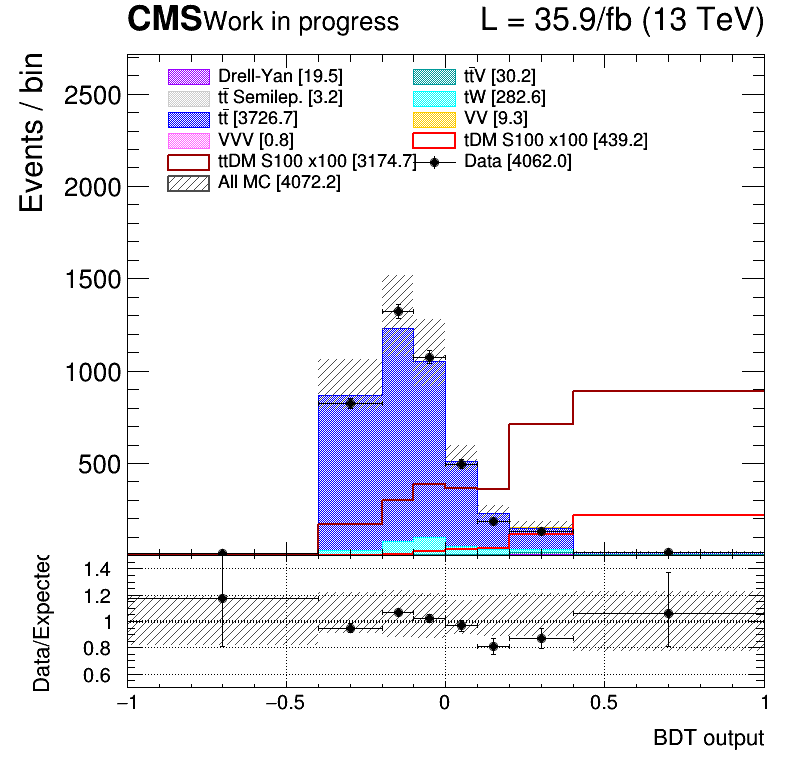 CMS Work in progress L = 35.9/fb (13 TeV)
Events / bin
2500
2000
1500
1000
500
Drell-Yan [19.5]
tt̄V [30.2]
tt̄ Semilep. [3.2]
tW [282.6]
tt̄ [3726.7]
VV [9.3]
VVV [0.8]
tDM S100 x100 [439.2]
ttDM S100 x100 [3174.7]
Data [4062.0]
All MC [4072.2]
Data/Expected
1.4
1.2
1
0.8
0.6
−1 −0.5 0 0.5 1
BDT output